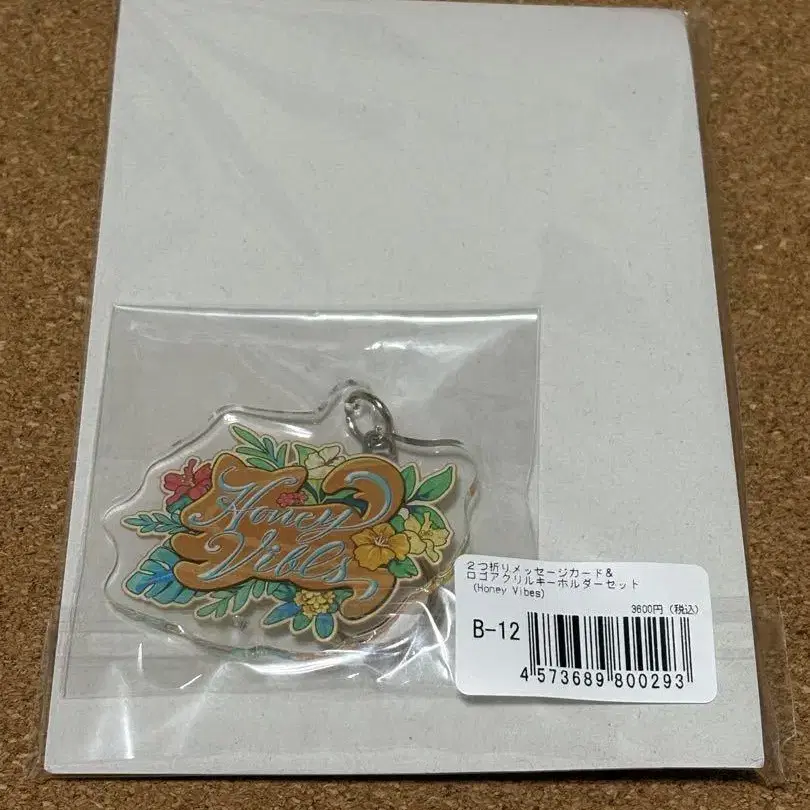 Honey
Vibes
２つ折りメッセージカード&
ロゴアクリルキーホルダーセット
(Honey Vibes)
3600円（税込）
B-12
4 573689 800293